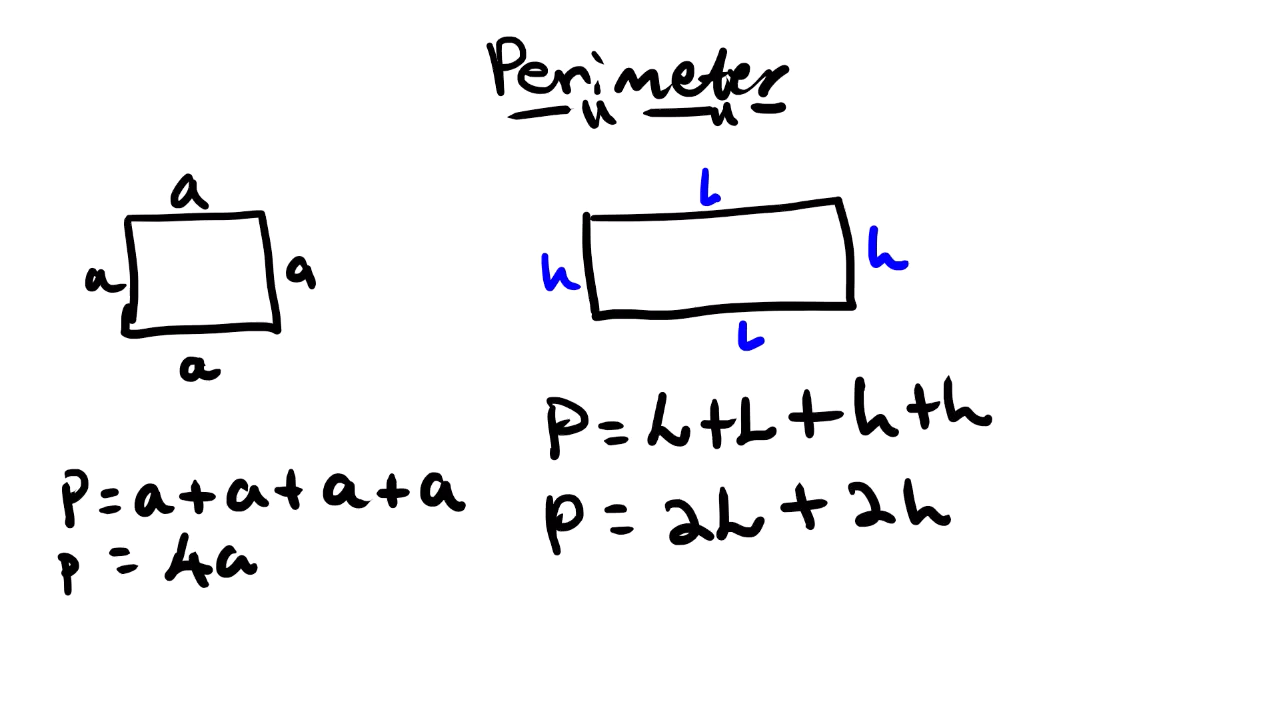 Perimeter
a
a
a
a
P = a + a + a + a
P = 4a
L
h
h
L
P = L + L + h + h
P = 2L + 2h